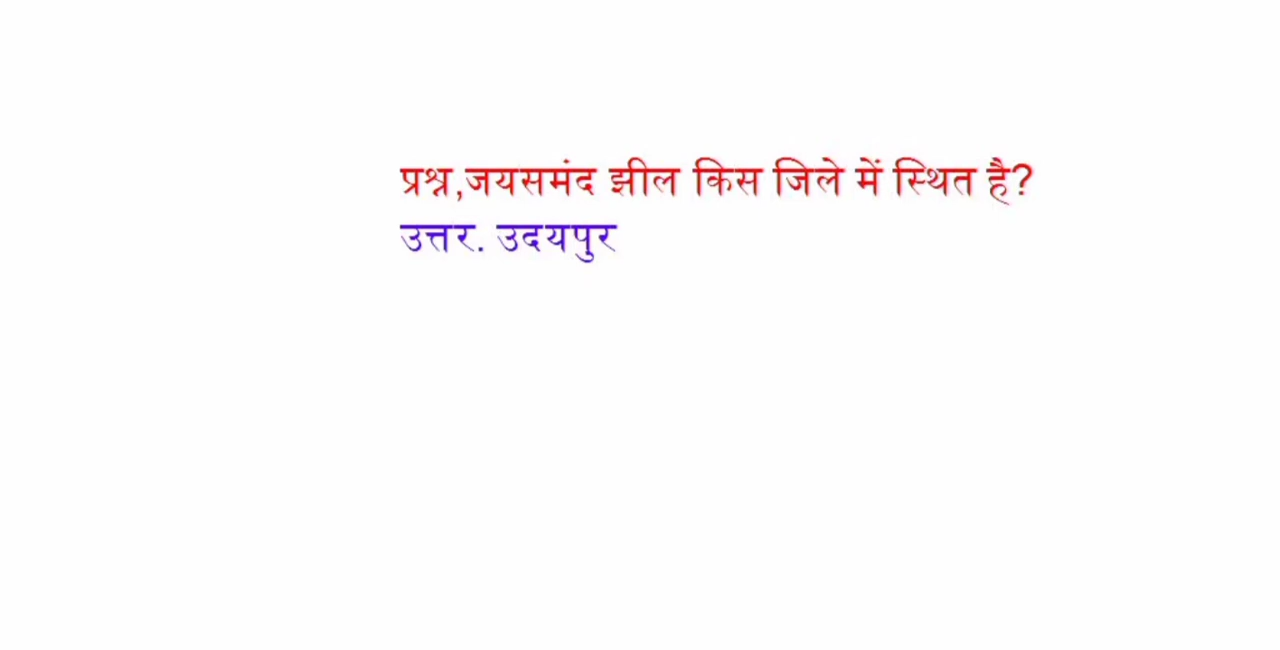 प्रश्न,जयसमंद झील किस जिले में स्थित है?
उत्तर. उदयपुर